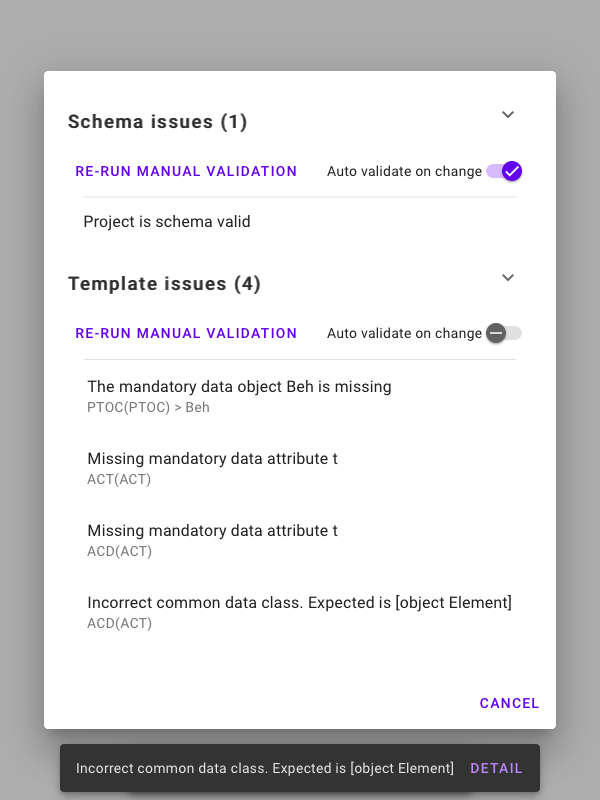 Schema issues (1)
RE-RUN MANUAL VALIDATION Auto validate on change
Project is schema valid
Template issues (4)
RE-RUN MANUAL VALIDATION Auto validate on change
The mandatory data object Beh is missing
PTOC(PTOC) > Beh
Missing mandatory data attribute t
ACT(ACT)
Missing mandatory data attribute t
ACD(ACT)
Incorrect common data class. Expected is [object Element]
ACD(ACT)
CANCEL
Incorrect common data class. Expected is [object Element] DETAIL